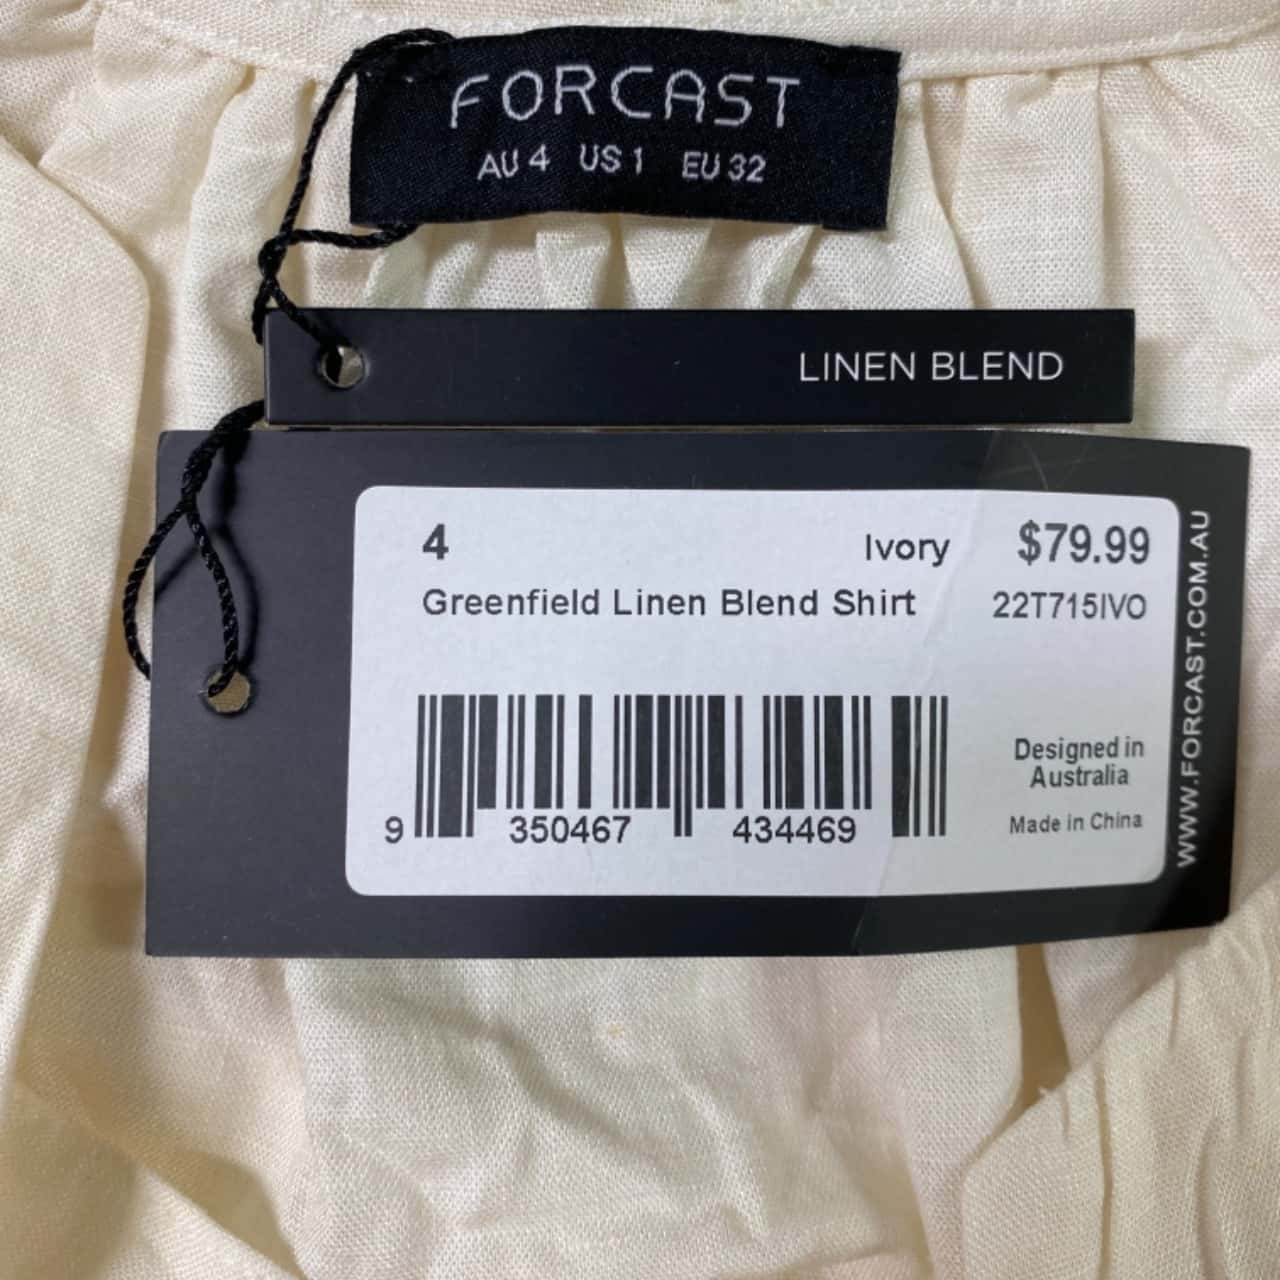 FORCAST
AU 4 US 1 EU 32
LINEN BLEND
4 Ivory $79.99
Greenfield Linen Blend Shirt 22T715IVO
Designed in
Australia
Made in China
9 350467 434469
WWW.FORCAST.COM.AU